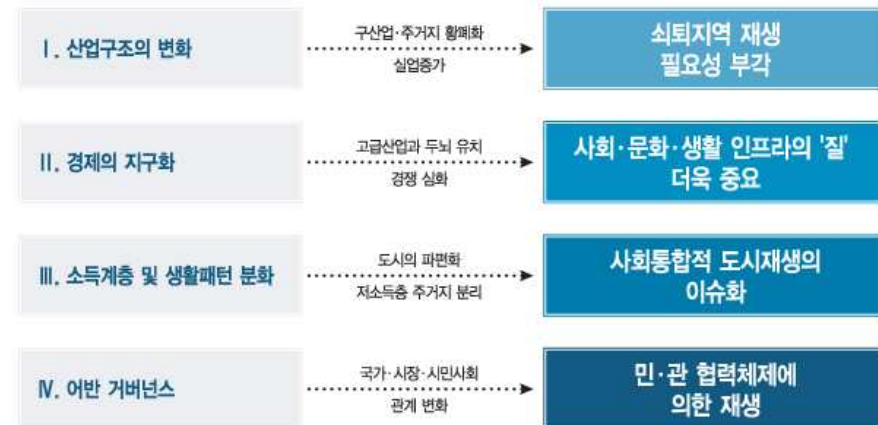 Ⅰ. 산업구조의 변화
구산업·주거지 황폐화
실업증가
쇠퇴지역 재생
필요성 부각
Ⅱ. 경제의 지구화
고급산업과 두뇌 유치
경쟁 심화
사회·문화·생활 인프라의 '질'
더욱 중요
Ⅲ. 소득계층 및 생활패턴 분화
도시의 파편화
저소득층 주거지 분리
사회통합적 도시재생의
이슈화
Ⅳ. 어반 거버넌스
국가·시장·시민사회
관계 변화
민·관 협력체제에
의한 재생